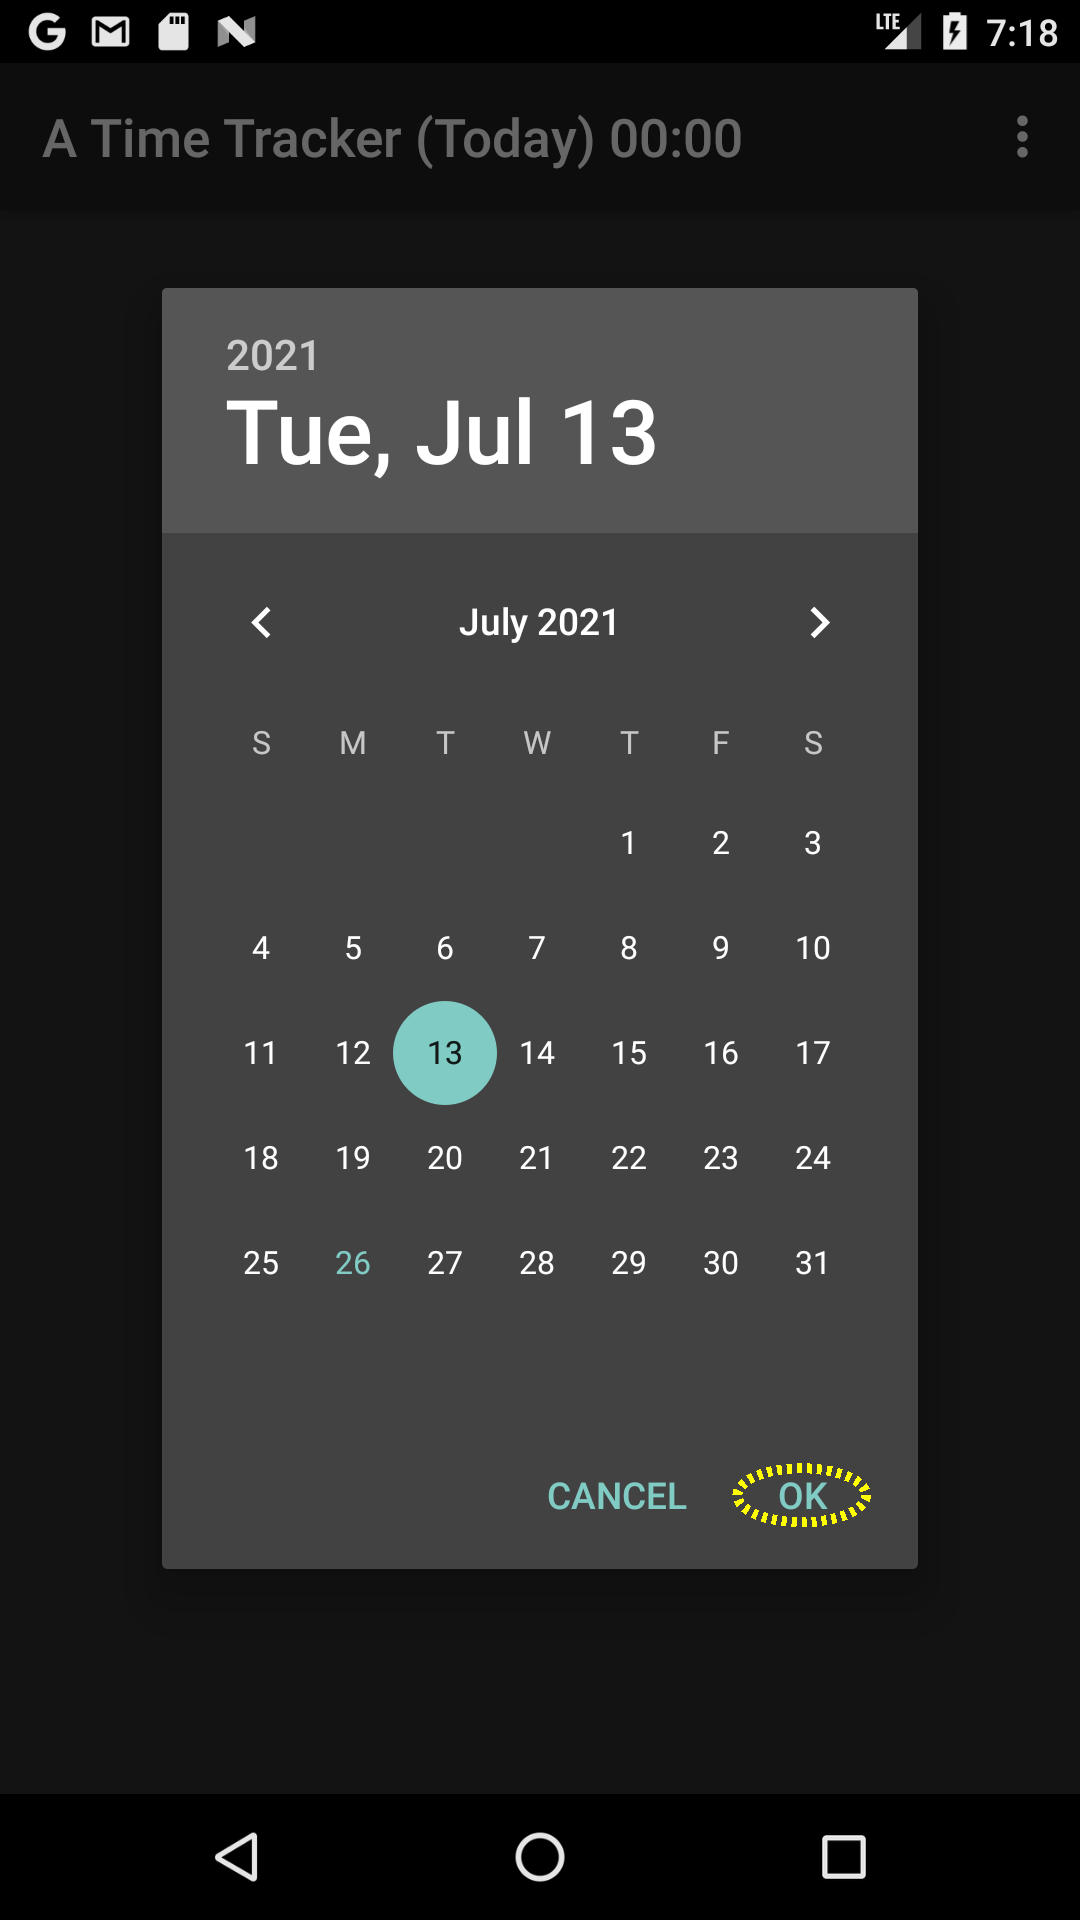 LTE 7:18
A Time Tracker (Today) 00:00
2021
Tue, Jul 13
July 2021
S M T W T F S
1 2 3
4 5 6 7 8 9 10
11 12 13 14 15 16 17
18 19 20 21 22 23 24
25 26 27 28 29 30 31
CANCEL OK